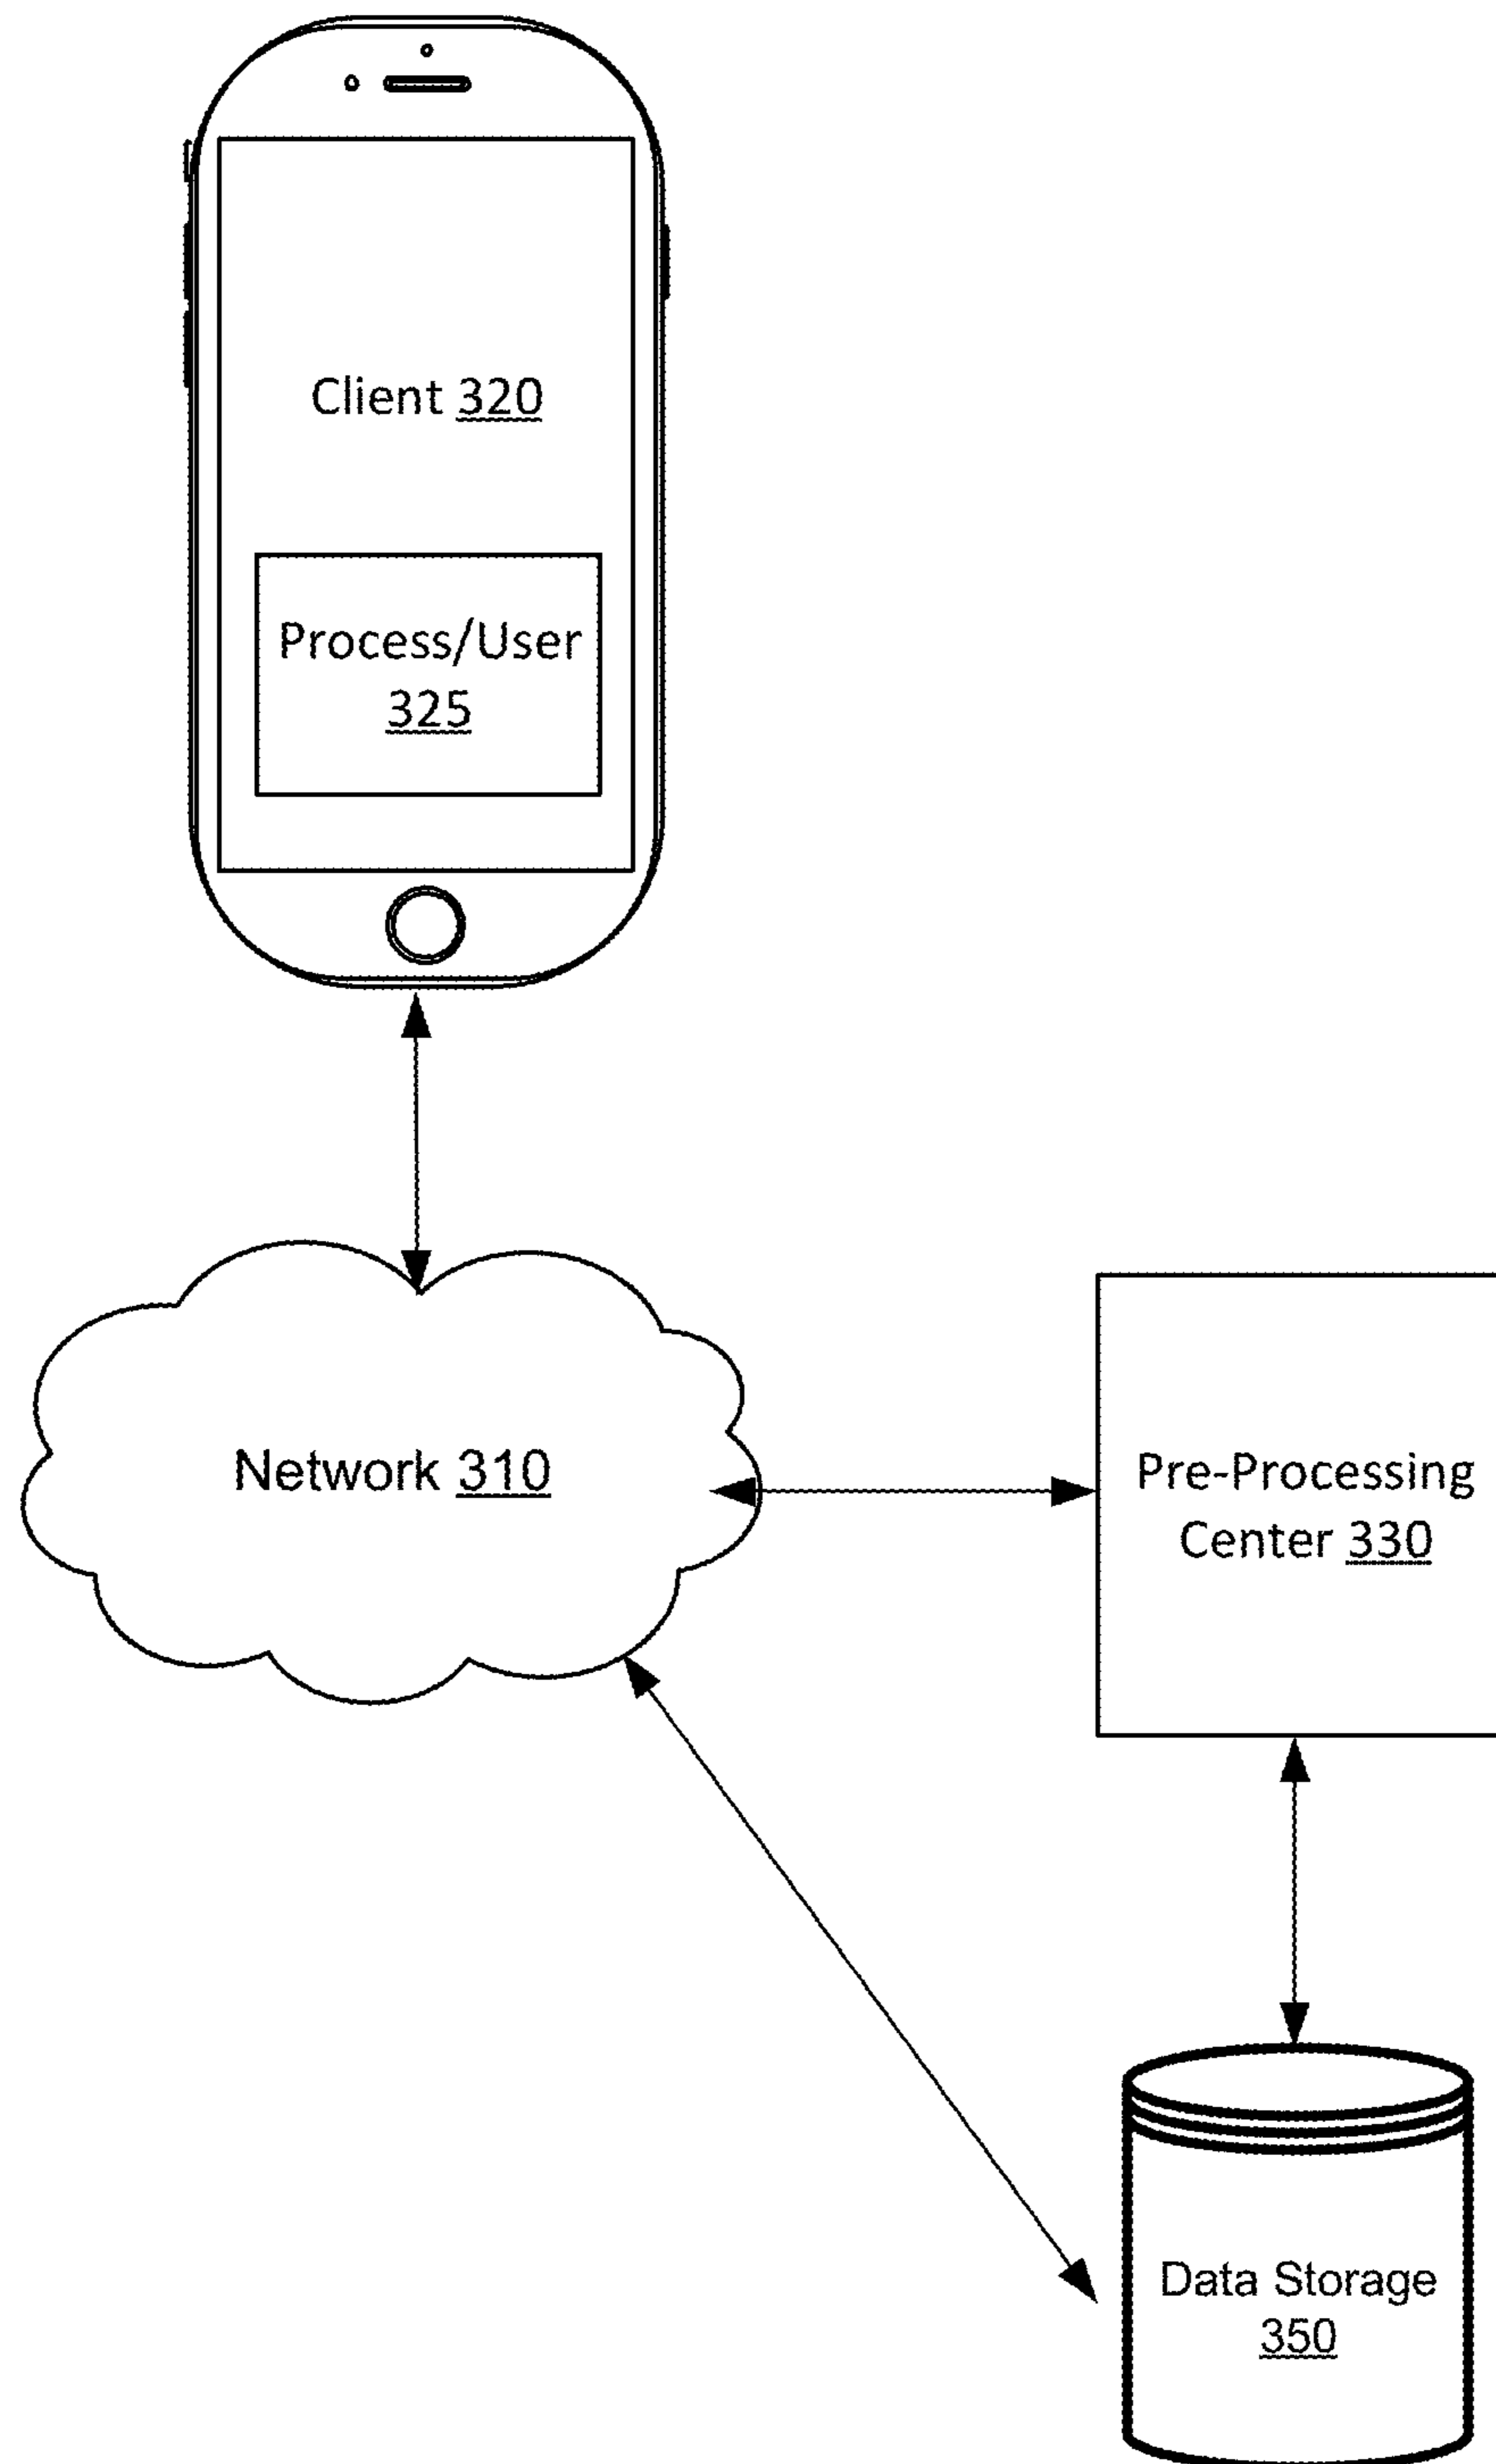 Client 320
Process/User
325
Network 310
Pre-Processing
Center 330
Data Storage
350